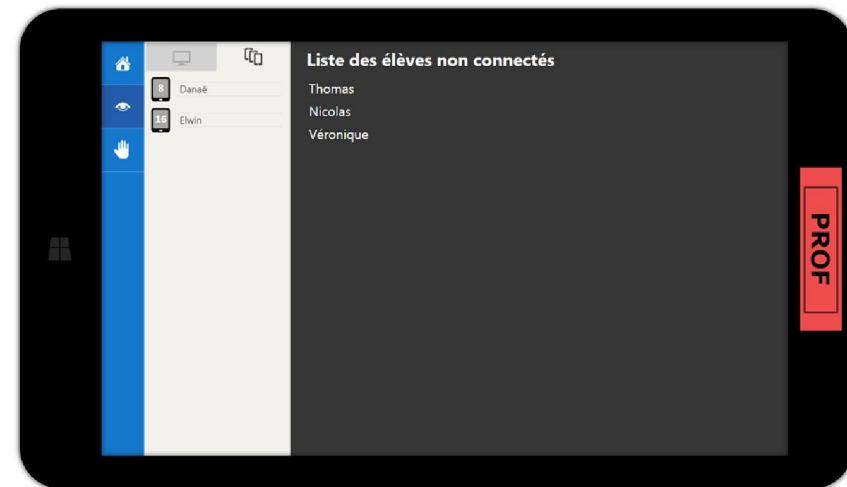 8 Danaë
16 Elwin
Liste des élèves non connectés
Thomas
Nicolas
Véronique
PROF